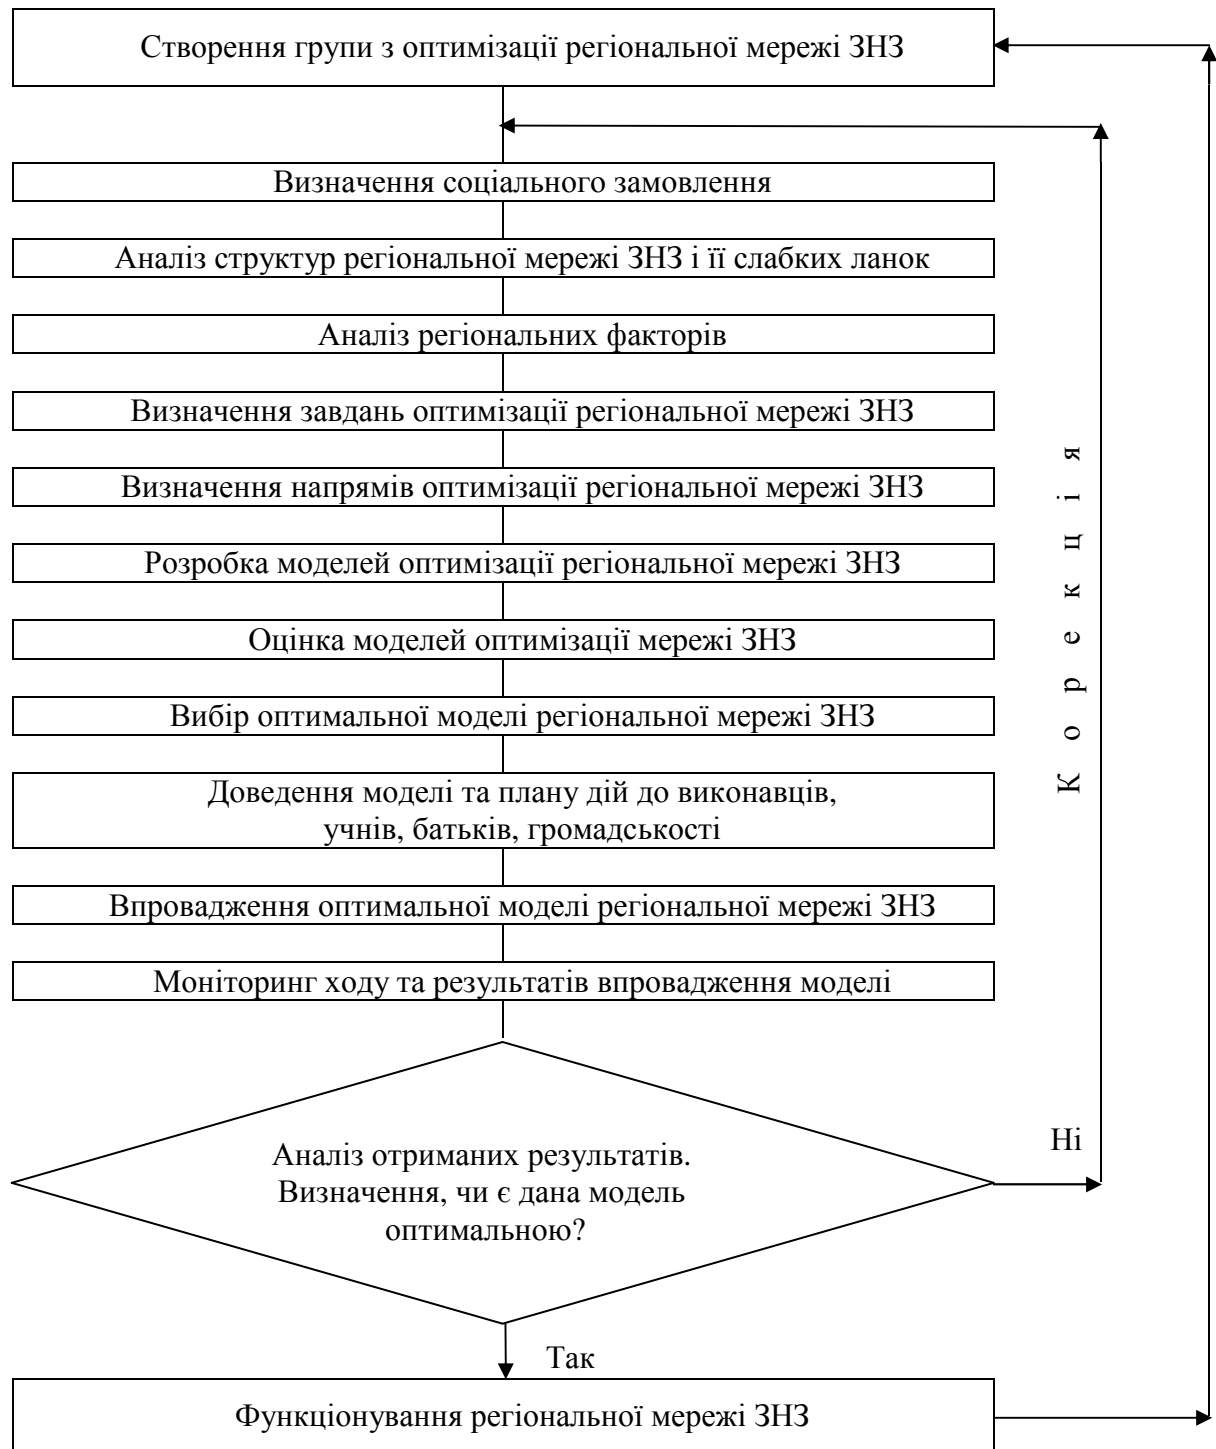 Створення групи з оптимізації регіональної мережі ЗНЗ
Визначення соціального замовлення
Аналіз структур регіональної мережі ЗНЗ і її слабких ланок
Аналіз регіональних факторів
Визначення завдань оптимізації регіональної мережі ЗНЗ
Визначення напрямів оптимізації регіональної мережі ЗНЗ
Розробка моделей оптимізації регіональної мережі ЗНЗ
Оцінка моделей оптимізації мережі ЗНЗ
Вибір оптимальної моделі регіональної мережі ЗНЗ
Доведення моделі та плану дій до виконавців,
учнів, батьків, громадськості
Впровадження оптимальної моделі регіональної мережі ЗНЗ
Моніторинг ходу та результатів впровадження моделі
Корекція
Аналіз отриманих результатів.
Визначення, чи є дана модель
оптимальною?
Ні
Так
Функціонування регіональної мережі ЗНЗ